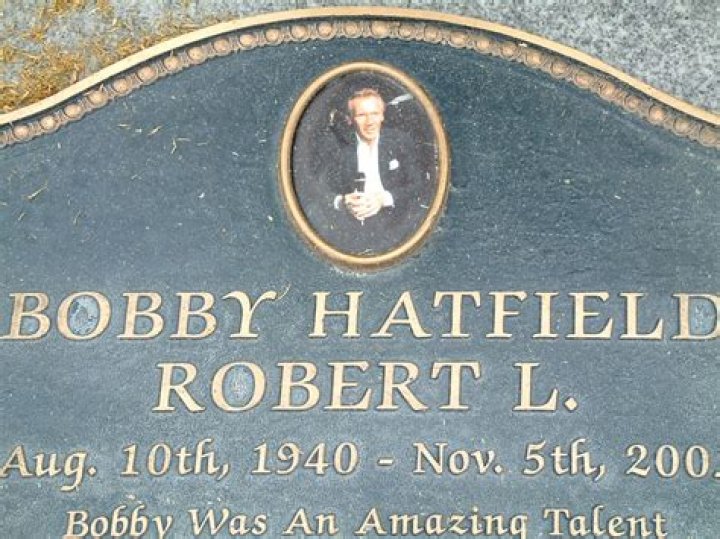 BOBBY HATFIELD
ROBERT L.
Aug. 10th, 1940 - Nov. 5th, 200
Bobby Was An Amazing Talent